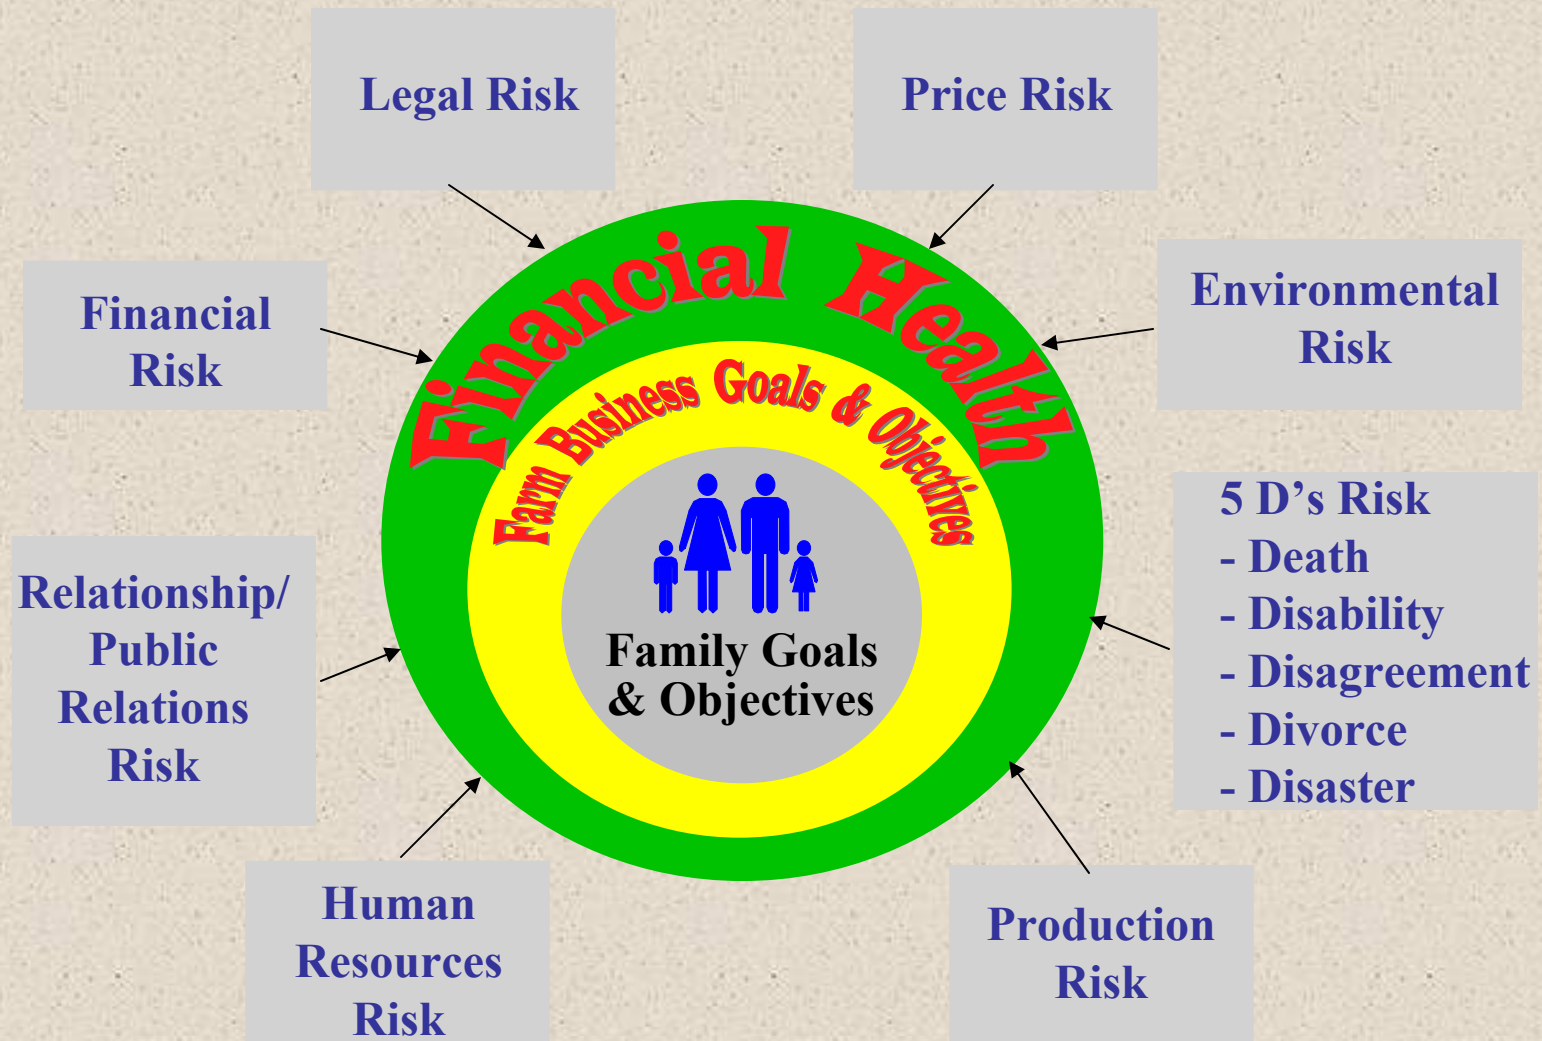 Legal Risk
Price Risk
Financial
Risk
Financial Health
Environmental
Risk
Farm Business Goals & Objectives
Family Goals
& Objectives
Relationship/
Public
Relations
Risk
5 D’s Risk
- Death
- Disability
- Disagreement
- Divorce
- Disaster
Human
Resources
Risk
Production
Risk